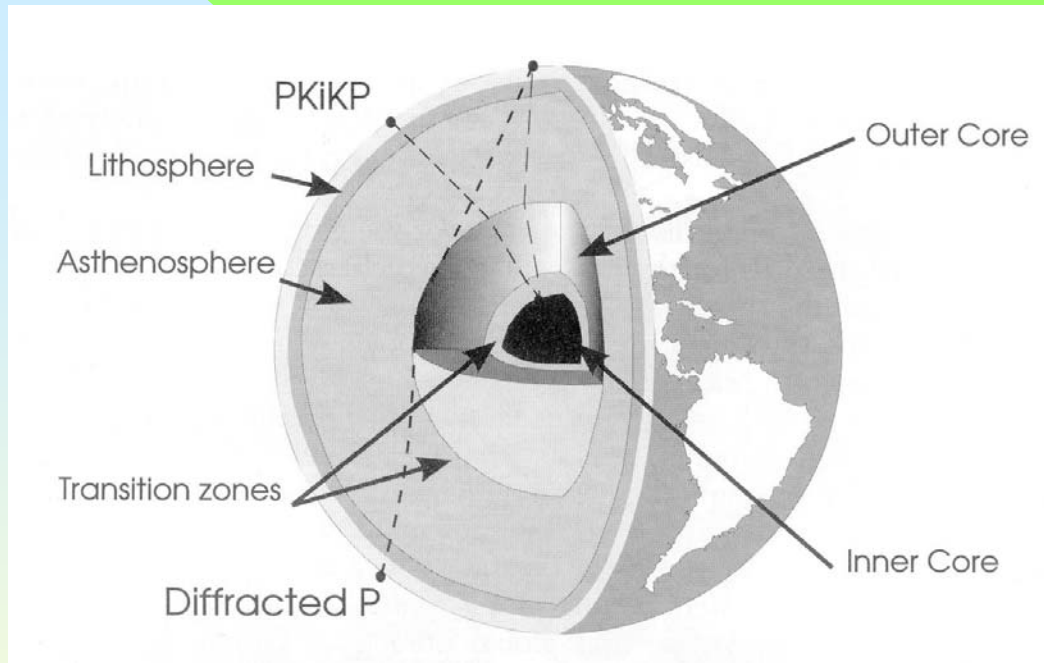 PKiKP
Outer Core
Lithosphere
Asthenosphere
Transition zones
Inner Core
Diffracted P